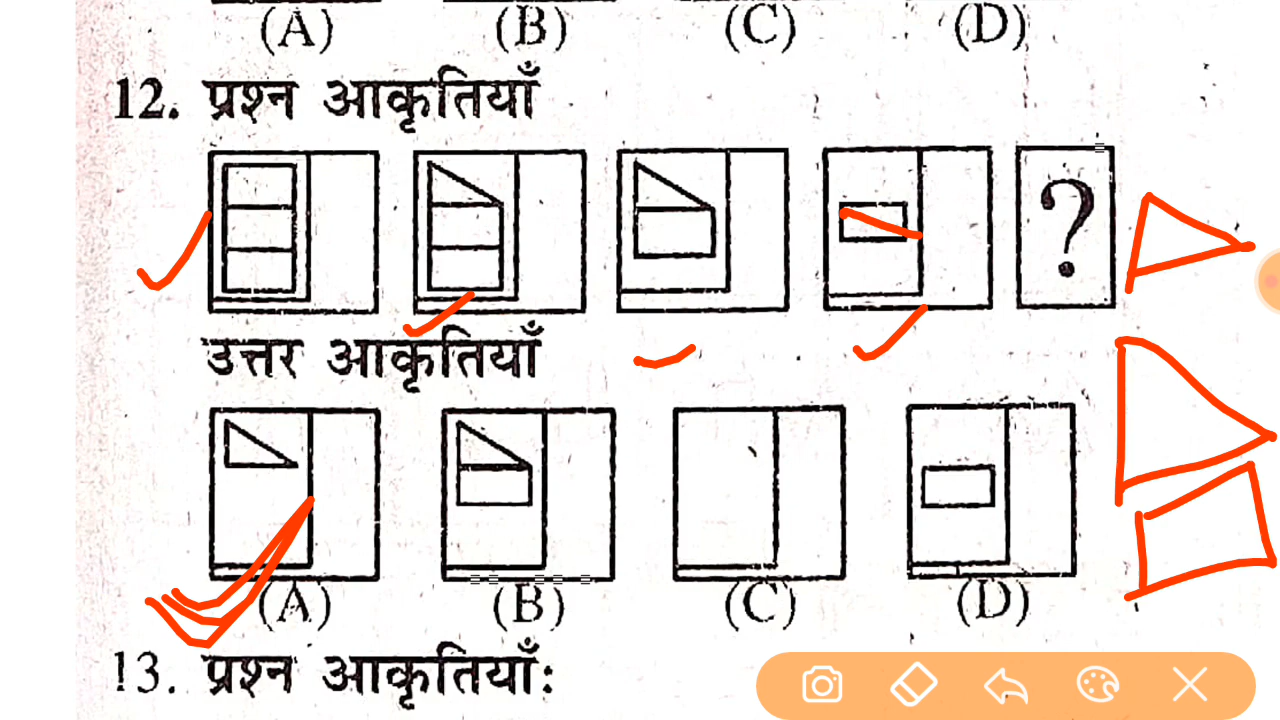 (A) (B) (C) (D)
12. प्रश्न आकृतियाँ
?
उत्तर आकृतियाँ
(A) (B) (C) (D)
13. प्रश्न आकृतियाँ: